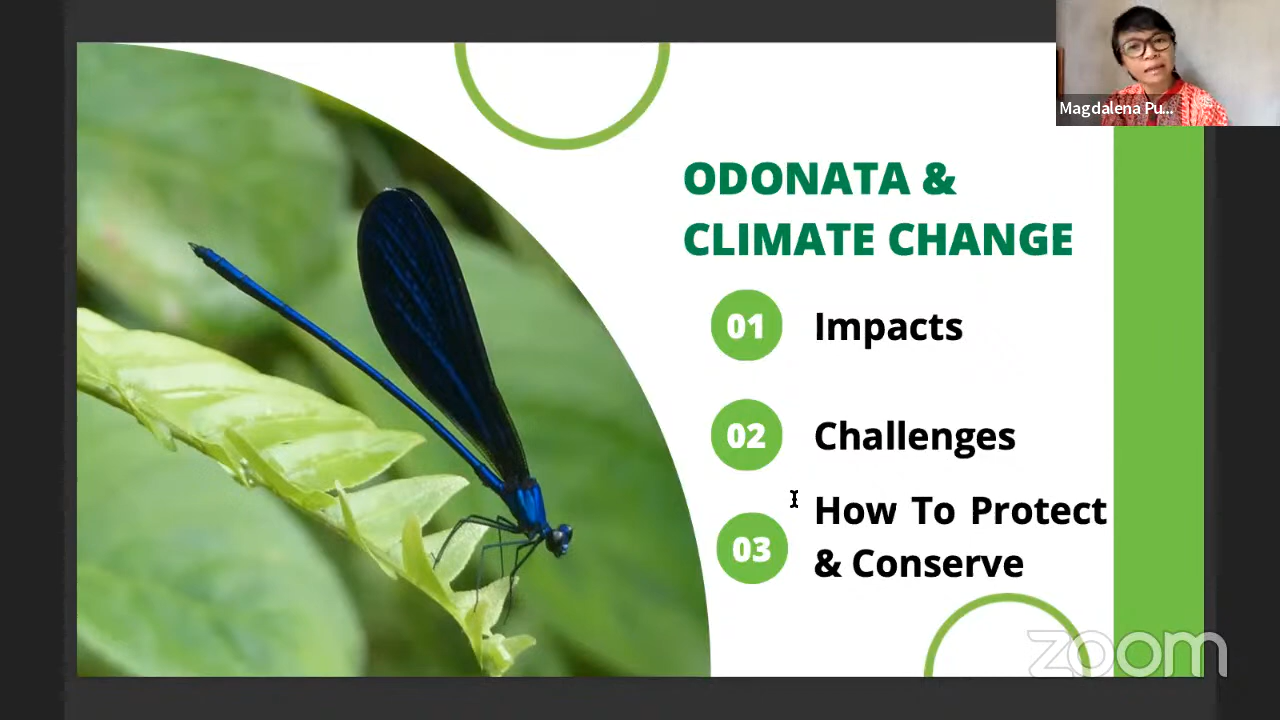 Magdalena Pu...
ODONATA &
CLIMATE CHANGE
01 Impacts
02 Challenges
03 How To Protect
& Conserve
zoom